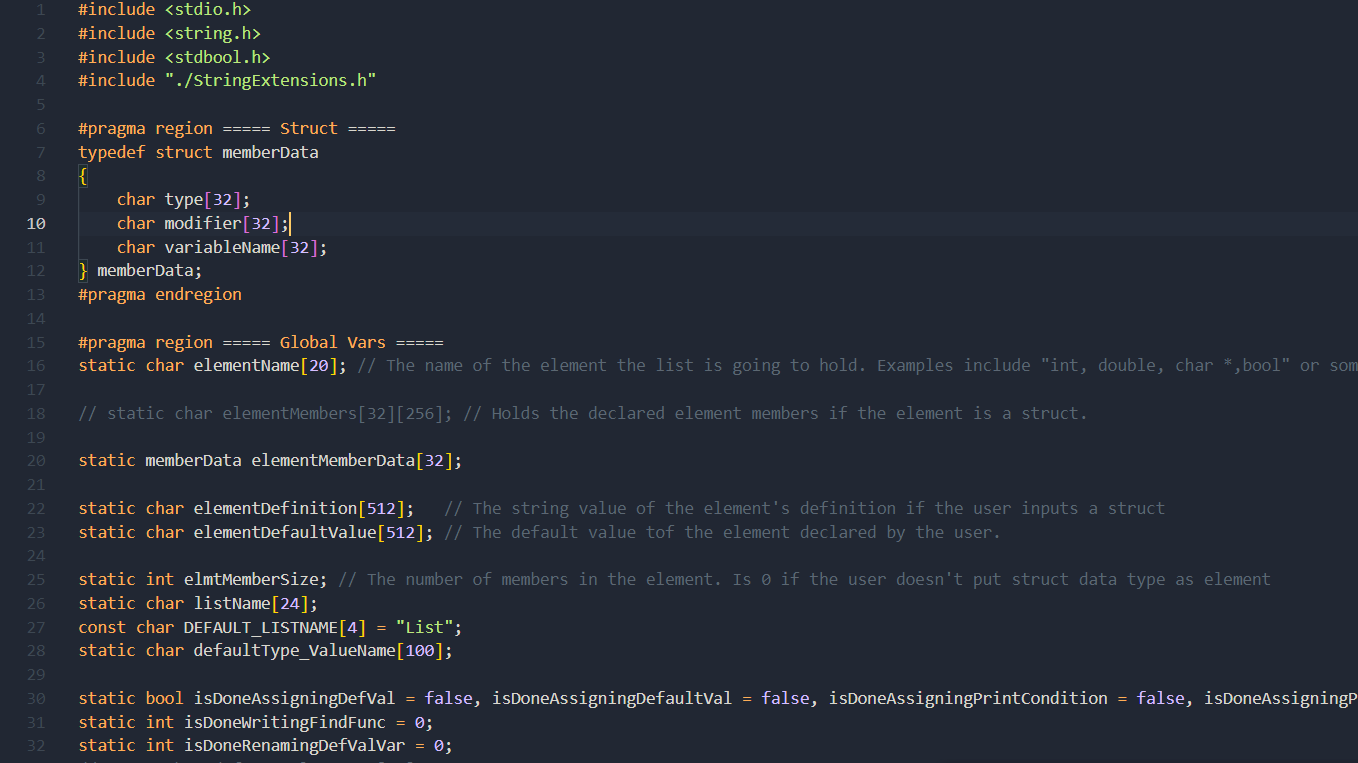 1 #include <stdio.h>
2 #include <string.h>
3 #include <stdbool.h>
4 #include "./StringExtensions.h"
5
6 #pragma region ===== Struct =====
7 typedef struct memberData
8 {
9 char type[32];
10 char modifier[32];
11 char variableName[32];
12 } memberData;
13 #pragma endregion
14
15 #pragma region ===== Global Vars =====
16 static char elementName[20]; // The name of the element the list is going to hold. Examples include "int, double, char *,bool" or som
17
18 // static char elementMembers[32][256]; // Holds the declared element members if the element is a struct.
19
20 static memberData elementMemberData[32];
21
22 static char elementDefinition[512]; // The string value of the element's definition if the user inputs a struct
23 static char elementDefaultValue[512]; // The default value tof the element declared by the user.
24
25 static int elmtMemberSize; // The number of members in the element. Is 0 if the user doesn't put struct data type as element
26 static char listName[24];
27 const char DEFAULT_LISTNAME[4] = "List";
28 static char defaultType_ValueName[100];
29
30 static bool isDoneAssigningDefVal = false, isDoneAssigningDefaultVal = false, isDoneAssigningPrintCondition = false, isDoneAssigningP
31 static int isDoneWritingFindFunc = 0;
32 static int isDoneRenamingDefValVar = 0;